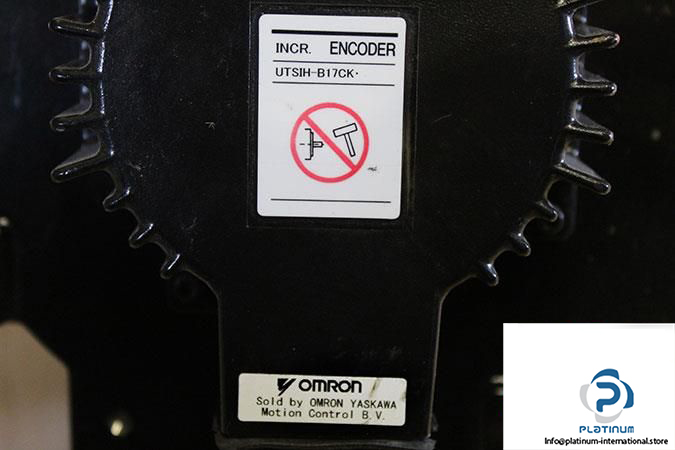 INCR. ENCODER
UTSIH-B17CK·
OMRON
Sold by OMRON YASKAWA
Motion Control B.V.
PLATINUM
Info@platinum-international.store